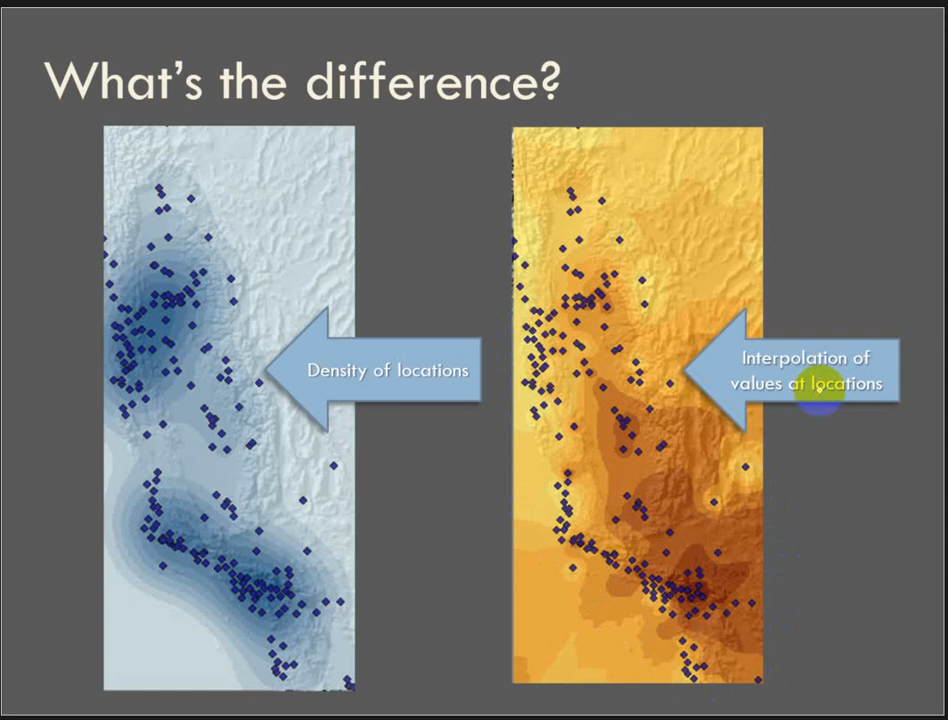 What's the difference?
Density of locations
Interpolation of
values at locations